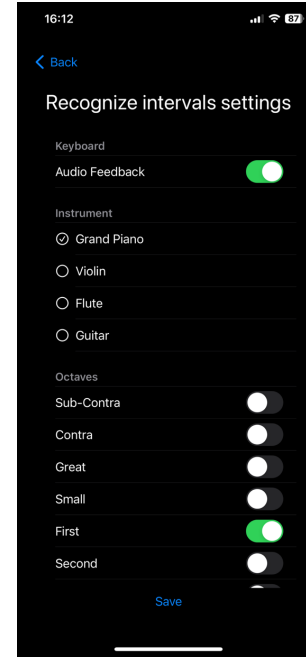 16:12
87
Back
Recognize intervals settings
Keyboard
Audio Feedback
Instrument
Grand Piano
Violin
Flute
Guitar
Octaves
Sub-Contra
Contra
Great
Small
First
Second
Save